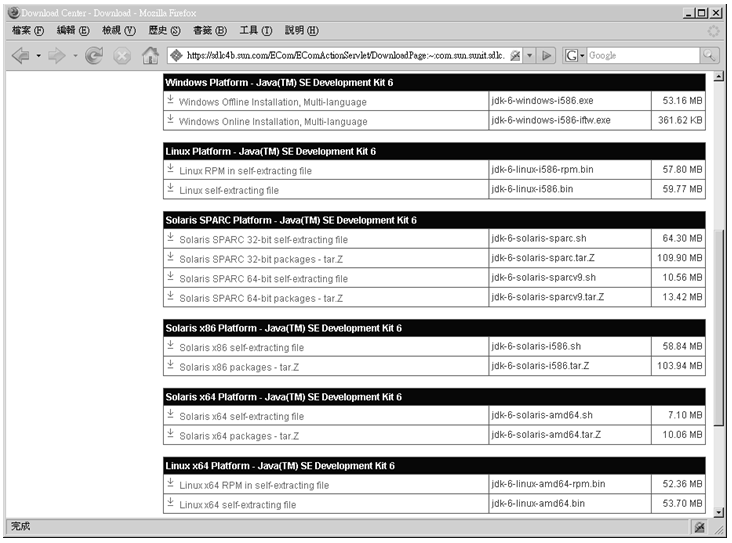 Download Center - Download - Mozilla Firefox
檔案(F) 編輯(E) 檢視(V) 歷史(S) 書籤(B) 工具(T) 說明(H)
https://sdlc4b.sun.com/ECom/EComActionServlet/DownloadPage:~:com.sun.sunit.sdlc. G Google
Windows Platform - Java(TM) SE Development Kit 6
Windows Offline Installation, Multi-language jdk-6-windows-i586.exe 53.16 MB
Windows Online Installation, Multi-language jdk-6-windows-i586-iftw.exe 361.62 KB
Linux Platform - Java(TM) SE Development Kit 6
Linux RPM in self-extracting file jdk-6-linux-i586-rpm.bin 57.80 MB
Linux self-extracting file jdk-6-linux-i586.bin 59.77 MB
Solaris SPARC Platform - Java(TM) SE Development Kit 6
Solaris SPARC 32-bit self-extracting file jdk-6-solaris-sparc.sh 64.30 MB
Solaris SPARC 32-bit packages - tar.Z jdk-6-solaris-sparc.tar.Z 109.90 MB
Solaris SPARC 64-bit self-extracting file jdk-6-solaris-sparcv9.sh 10.56 MB
Solaris SPARC 64-bit packages - tar.Z jdk-6-solaris-sparcv9.tar.Z 13.42 MB
Solaris x86 Platform - Java(TM) SE Development Kit 6
Solaris x86 self-extracting file jdk-6-solaris-i586.sh 58.84 MB
Solaris x86 packages - tar.Z jdk-6-solaris-i586.tar.Z 103.94 MB
Solaris x64 Platform - Java(TM) SE Development Kit 6
Solaris x64 self-extracting file jdk-6-solaris-amd64.sh 7.10 MB
Solaris x64 packages - tar.Z jdk-6-solaris-amd64.tar.Z 10.06 MB
Linux x64 Platform - Java(TM) SE Development Kit 6
Linux x64 RPM in self-extracting file jdk-6-linux-amd64-rpm.bin 52.36 MB
Linux x64 self-extracting file jdk-6-linux-amd64.bin 53.70 MB
完成